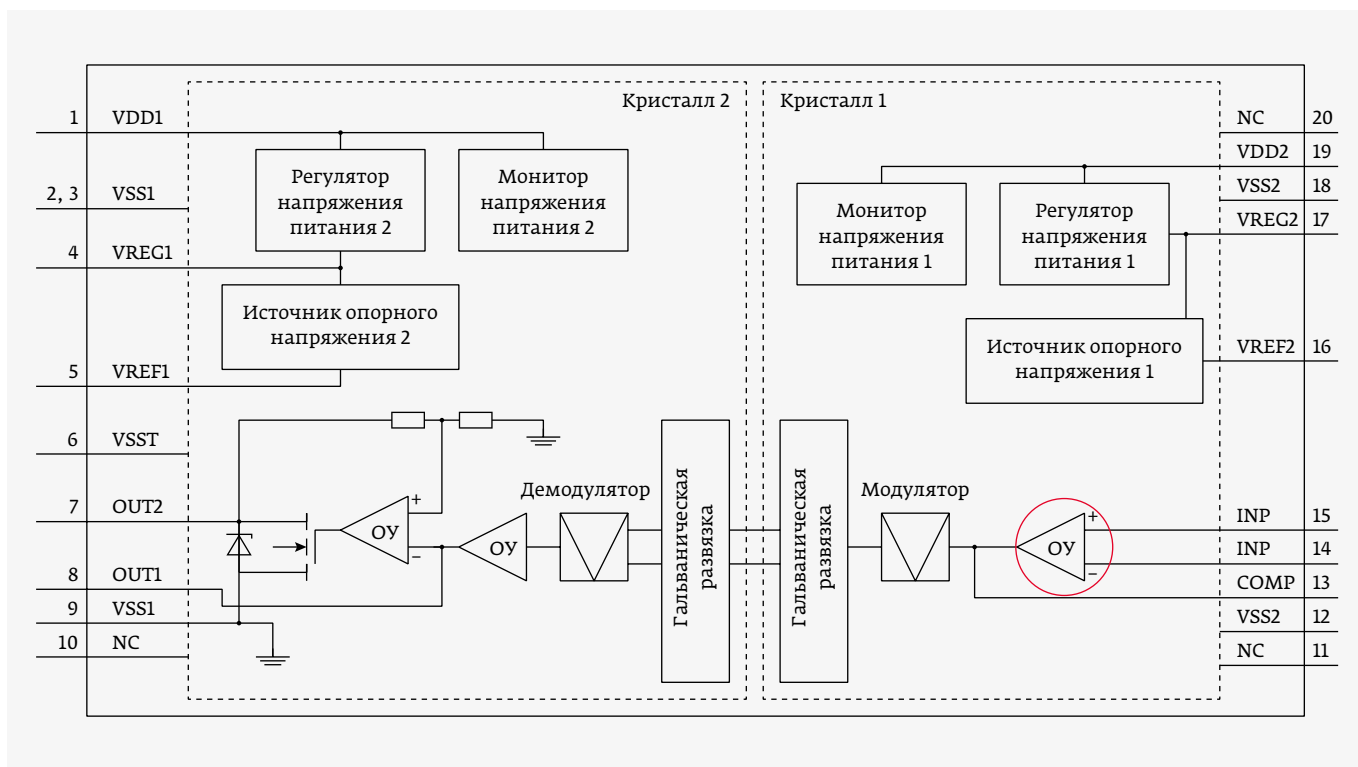 Кристалл 2
Кристалл 1
1 VDD1
2, 3 VSS1
4 VREG1
5 VREF1
6 VSST
7 OUT2
8 OUT1
9 VSS1
10 NC
Регулятор
напряжения
питания 2
Монитор
напряжения
питания 2
Источник опорного
напряжения 2
+
ОУ
−
ОУ
Демодулятор
Гальваническая
развязка
Гальваническая
развязка
Модулятор
Монитор
напряжения
питания 1
Регулятор
напряжения
питания 1
Источник опорного
напряжения 1
+
ОУ
−
NC 20
VDD2 19
VSS2 18
VREG2 17
VREF2 16
INP 15
INP 14
COMP 13
VSS2 12
NC 11